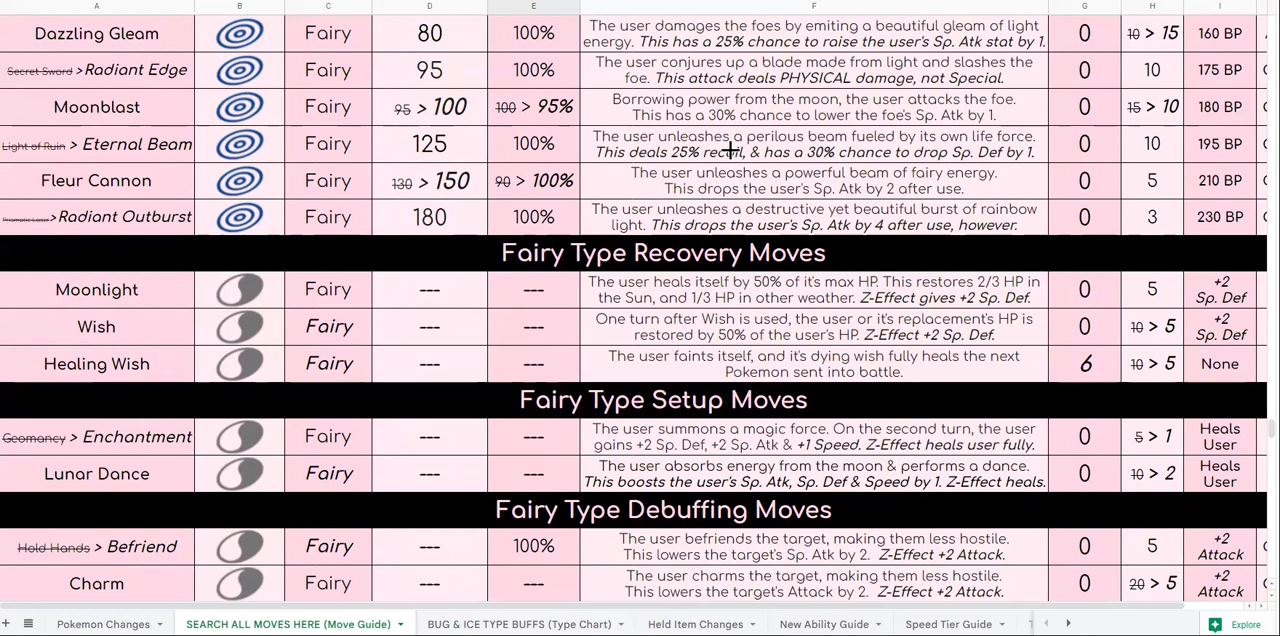 A B C D E F G H I
Dazzling Gleam Fairy 80 100% The user damages the foes by emiting a beautiful gleam of light 0 10 > 15 160 BP
energy. This has a 25% chance to raise the user's Sp. Atk stat by 1.
Secret Sword >Radiant Edge Fairy 95 100% The user conjures up a blade made from light and slashes the 0 10 175 BP
foe. This attack deals PHYSICAL damage, not Special.
Moonblast Fairy 95 > 100 100 > 95% Borrowing power from the moon, the user attacks the foe. 0 15 > 10 180 BP
This has a 30% chance to lower the foe's Sp. Atk by 1.
Light of Ruin > Eternal Beam Fairy 125 100% The user unleashes a perilous beam fueled by its own life force. 0 10 195 BP
This deals 25% recoil, & has a 30% chance to drop Sp. Def by 1.
Fleur Cannon Fairy 130 > 150 90 > 100% The user unleashes a powerful beam of fairy energy. 0 5 210 BP
This drops the user's Sp. Atk by 2 after use.
Prismatic Laser >Radiant Outburst Fairy 180 100% The user unleashes a destructive yet beautiful burst of rainbow 0 3 230 BP
light. This drops the user's Sp. Atk by 4 after use, however.
Fairy Type Recovery Moves
Moonlight Fairy --- --- The user heals itself by 50% of it's max HP. This restores 2/3 HP 0 5 +2
in the Sun, and 1/3 HP in other weather. Z-Effect gives +2 Sp. Def. Sp. Def
Wish Fairy --- --- One turn after Wish is used, the user or it's replacement's HP is 0 10 > 5 +2
restored by 50% of the user's HP. Z-Effect +2 Sp. Def. Sp. Def
Healing Wish Fairy --- --- The user faints itself, and it's dying wish fully heals the next 6 10 > 5 None
Pokemon sent into battle.
Fairy Type Setup Moves
Geomancy > Enchantment Fairy --- --- The user summons a magic force. On the second turn, the user 0 5 > 1 Heals
gains +2 Sp. Def, +2 Sp. Atk & +1 Speed. Z-Effect heals user fully. User
Lunar Dance Fairy --- --- The user absorbs energy from the moon & performs a dance. 0 10 > 2 Heals
This boosts the user's Sp. Atk, Sp. Def & Speed by 1. Z-Effect heals. User
Fairy Type Debuffing Moves
Hold Hands > Befriend Fairy --- 100% The user befriends the target, making them less hostile. 0 5 +2
This lowers the target's Sp. Atk by 2. Z-Effect +2 Attack. Attack
Charm Fairy --- --- The user charms the target, making them less hostile. 0 20 > 5 +2
This lowers the target's Attack by 2. Z-Effect +2 Attack. Attack
Pokemon Changes SEARCH ALL MOVES HERE (Move Guide) BUG & ICE TYPE BUFFS (Type Chart) Held Item Changes New Ability Guide Speed Tier Guide Explore